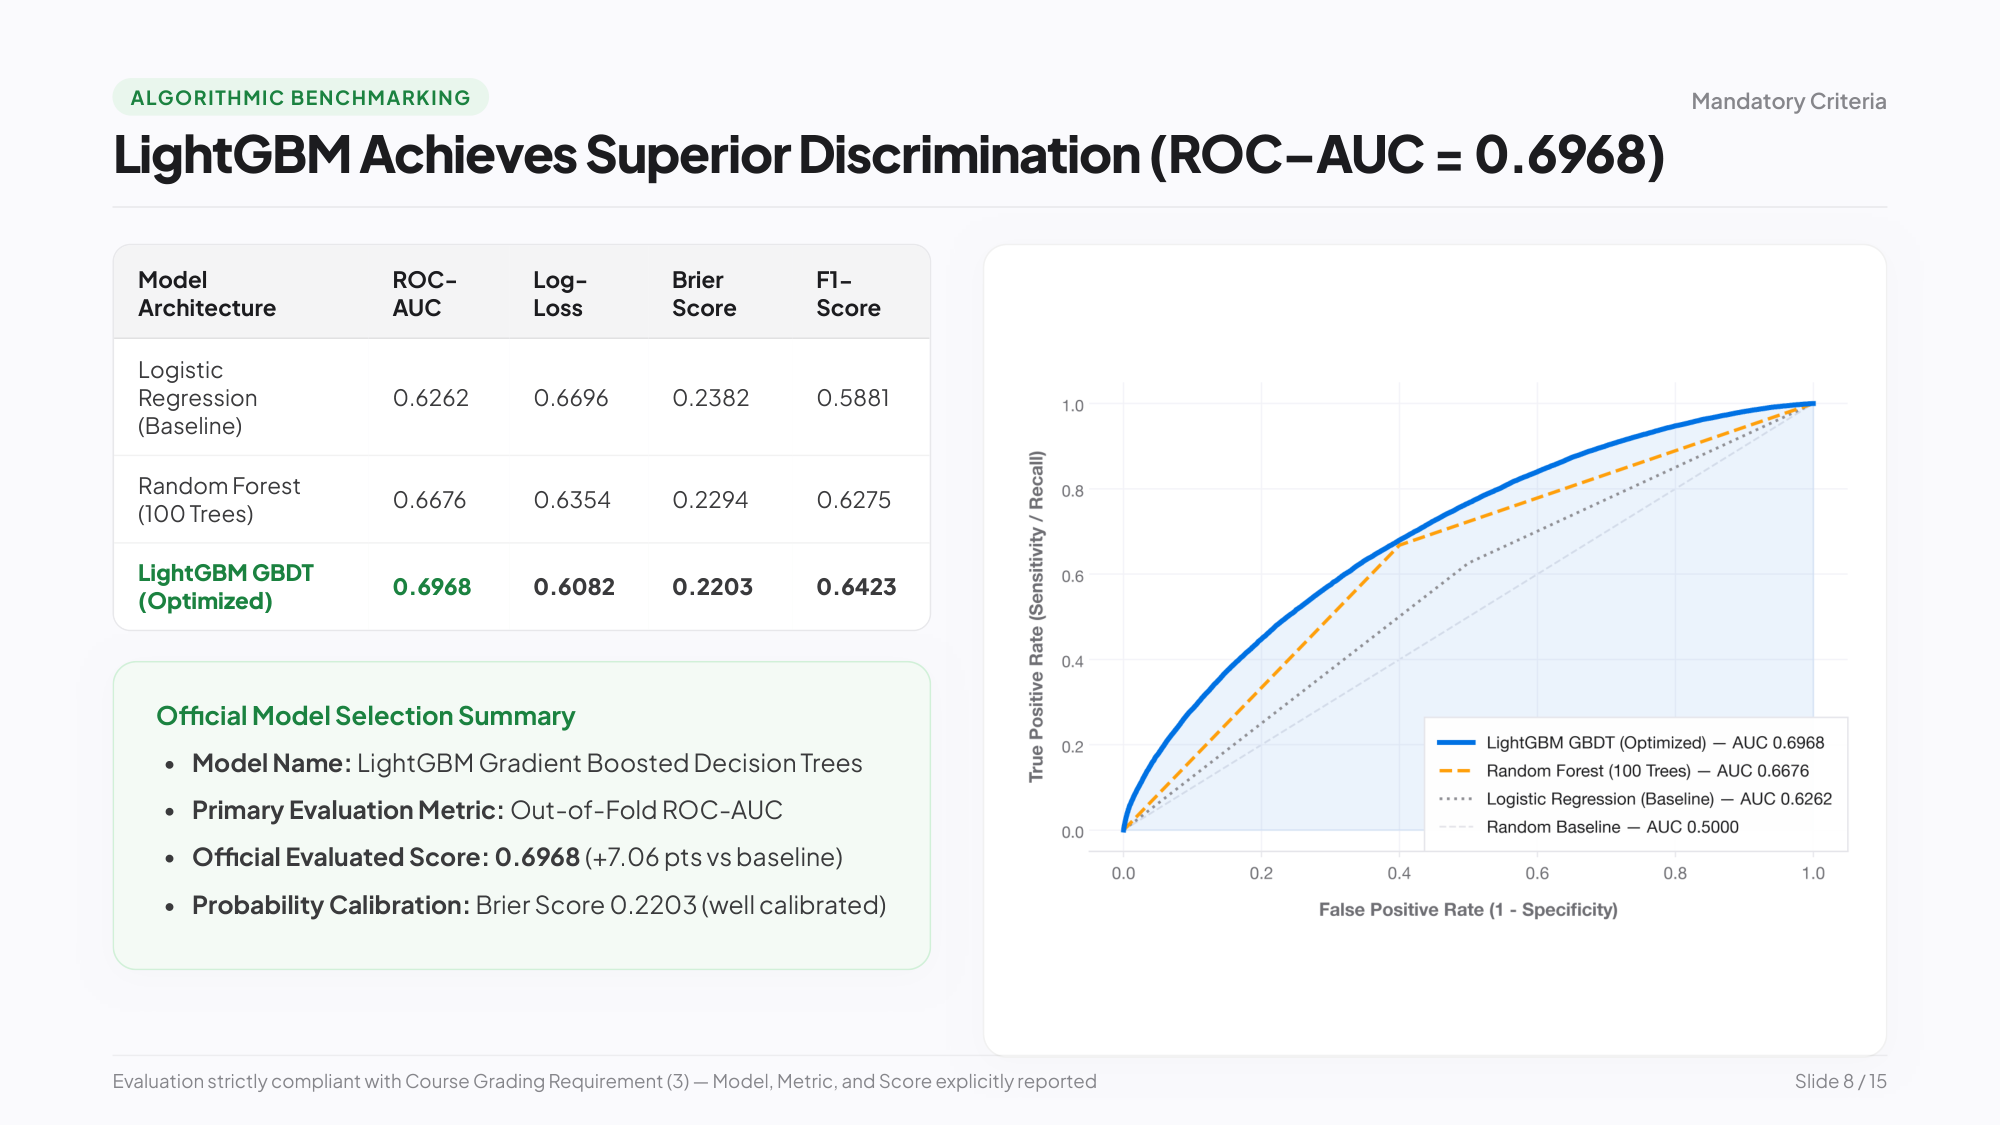 ALGORITHMIC BENCHMARKING
Mandatory Criteria
LightGBM Achieves Superior Discrimination (ROC-AUC = 0.6968)
Model Architecture
ROC-AUC
Log-Loss
Brier Score
F1-Score
Logistic Regression (Baseline)
0.6262
0.6696
0.2382
0.5881
Random Forest (100 Trees)
0.6676
0.6354
0.2294
0.6275
LightGBM GBDT (Optimized)
0.6968
0.6082
0.2203
0.6423
Official Model Selection Summary
• Model Name: LightGBM Gradient Boosted Decision Trees
• Primary Evaluation Metric: Out-of-Fold ROC-AUC
• Official Evaluated Score: 0.6968 (+7.06 pts vs baseline)
• Probability Calibration: Brier Score 0.2203 (well calibrated)
True Positive Rate (Sensitivity / Recall)
1.0
0.8
0.6
0.4
0.2
0.0
LightGBM GBDT (Optimized) — AUC 0.6968
Random Forest (100 Trees) — AUC 0.6676
Logistic Regression (Baseline) — AUC 0.6262
Random Baseline — AUC 0.5000
0.0
0.2
0.4
0.6
0.8
1.0
False Positive Rate (1 - Specificity)
Evaluation strictly compliant with Course Grading Requirement (3) — Model, Metric, and Score explicitly reported
Slide 8 / 15